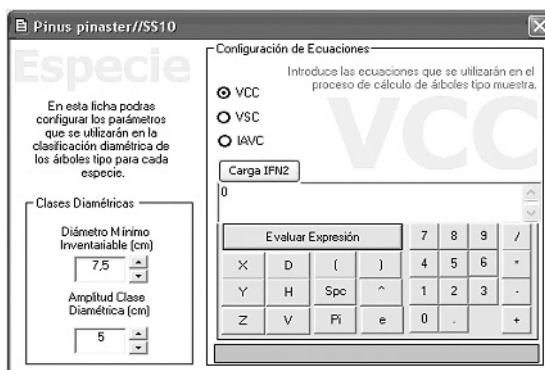 Pinus pinaster//SS10
Especie
En esta ficha podras
configurar los parámetros
que se utilizarán en la
clasificación diamétrica de
los árboles tipo para cada
especie.
Clases Diamétricas
Diámetro Mínimo
Inventariable (cm)
7,5
Amplitud Clase
Diamétrica (cm)
5
Configuración de Ecuaciones
Introduce las ecuaciones que se utilizarán en el
proceso de cálculo de árboles tipo muestra.
VCC
VCC
VSC
IAVC
Carga IFN2
0
Evaluar Expresión 7 8 9 /
X D ( ) 4 5 6 *
Y H Spc ^ 1 2 3 -
Z V Pi e 0 . +